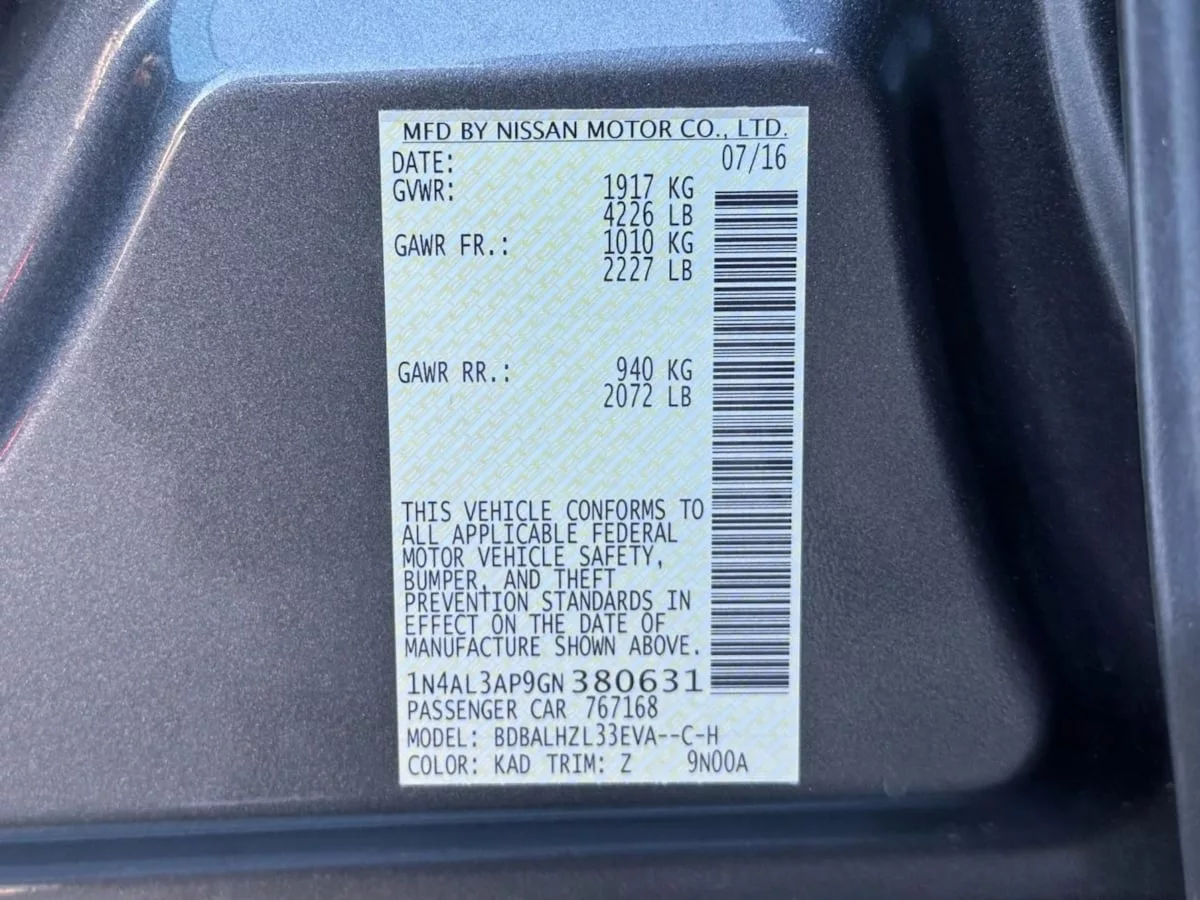 MFD BY NISSAN MOTOR CO., LTD.
DATE: 07/16
GVWR: 1917 KG
4226 LB
GAWR FR.: 1010 KG
2227 LB
GAWR RR.: 940 KG
2072 LB
THIS VEHICLE CONFORMS TO
ALL APPLICABLE FEDERAL
MOTOR VEHICLE SAFETY,
BUMPER, AND THEFT
PREVENTION STANDARDS IN
EFFECT ON THE DATE OF
MANUFACTURE SHOWN ABOVE.
1N4AL3AP9GN380631
PASSENGER CAR 767168
MODEL: BDBALHZL33EVA--C-H
COLOR: KAD TRIM: Z 9N00A